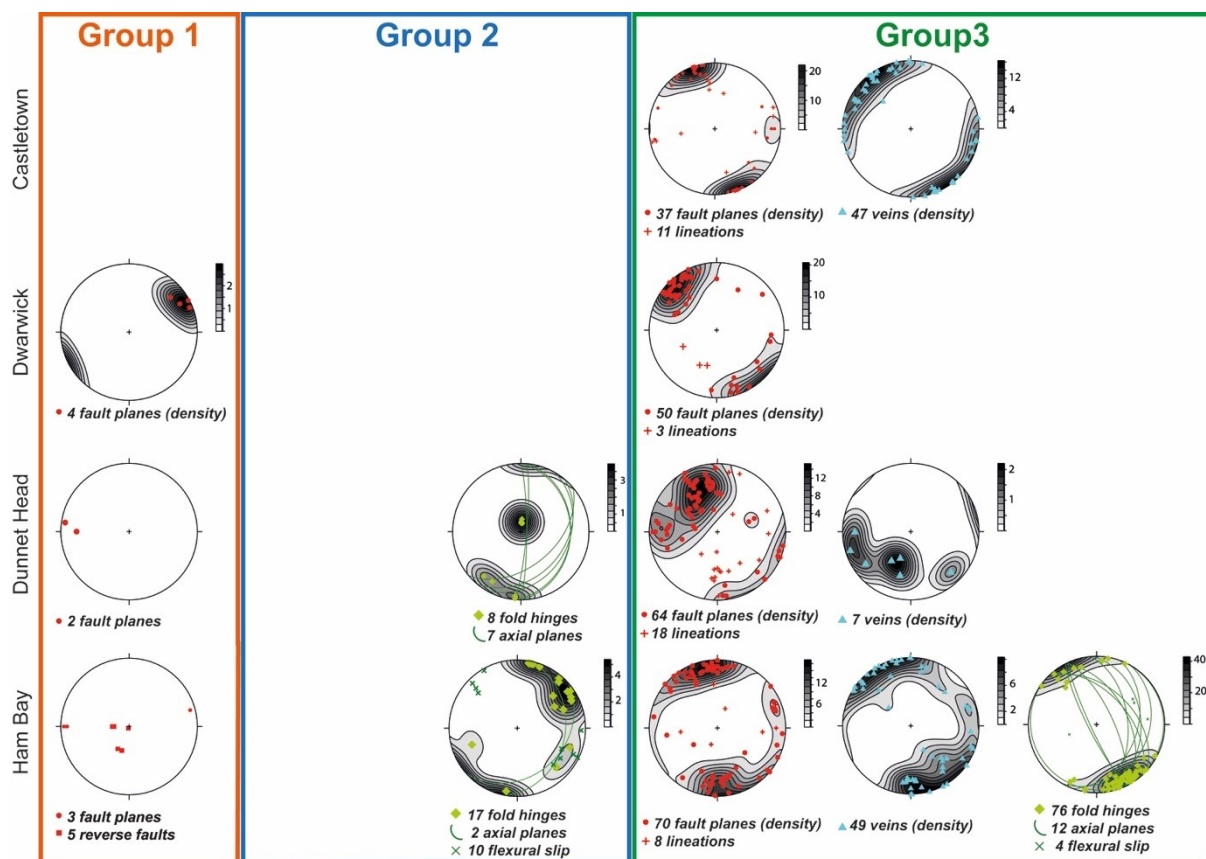 Group 1
Group 2
Group3
Castletown
20
10
12
4
37 fault planes (density)
11 lineations
47 veins (density)
Dwarwick
2
1
4 fault planes (density)
20
10
50 fault planes (density)
3 lineations
Dunnet Head
2 fault planes
3
1
8 fold hinges
7 axial planes
12
8
4
64 fault planes (density)
18 lineations
2
1
7 veins (density)
Ham Bay
3 fault planes
5 reverse faults
4
2
17 fold hinges
2 axial planes
10 flexural slip
12
6
70 fault planes (density)
8 lineations
6
2
49 veins (density)
40
20
76 fold hinges
12 axial planes
4 flexural slip